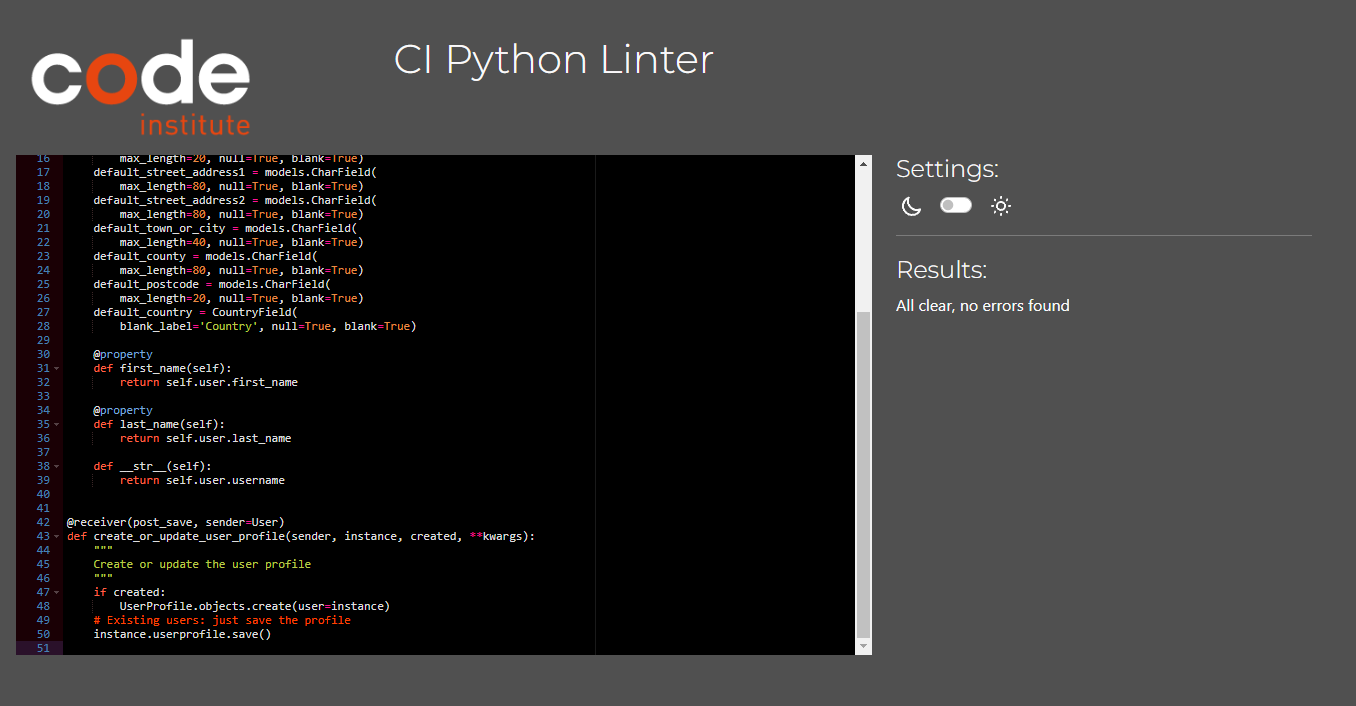 code
institute
CI Python Linter
16 max_length=20, null=True, blank=True)
17 default_street_address1 = models.CharField(
18 max_length=80, null=True, blank=True)
19 default_street_address2 = models.CharField(
20 max_length=80, null=True, blank=True)
21 default_town_or_city = models.CharField(
22 max_length=40, null=True, blank=True)
23 default_county = models.CharField(
24 max_length=80, null=True, blank=True)
25 default_postcode = models.CharField(
26 max_length=20, null=True, blank=True)
27 default_country = CountryField(
28 blank_label='Country', null=True, blank=True)
29
30 @property
31 def first_name(self):
32 return self.user.first_name
33
34 @property
35 def last_name(self):
36 return self.user.last_name
37
38 def __str__(self):
39 return self.user.username
40
41
42 @receiver(post_save, sender=User)
43 def create_or_update_user_profile(sender, instance, created, **kwargs):
44 """
45 Create or update the user profile
46 """
47 if created:
48 UserProfile.objects.create(user=instance)
49 # Existing users: just save the profile
50 instance.userprofile.save()
51
Settings:
Results:
All clear, no errors found